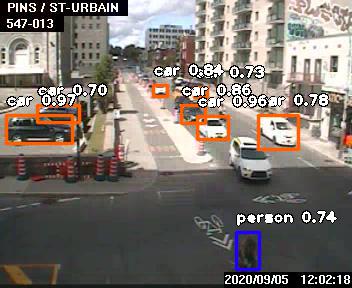 PINS / ST-URBAIN
547-013
car 0.84
0.73
car 0.70
car 0.86
car 0.97
car 0.96
car 0.78
person 0.74
2020/09/05 12:02:18